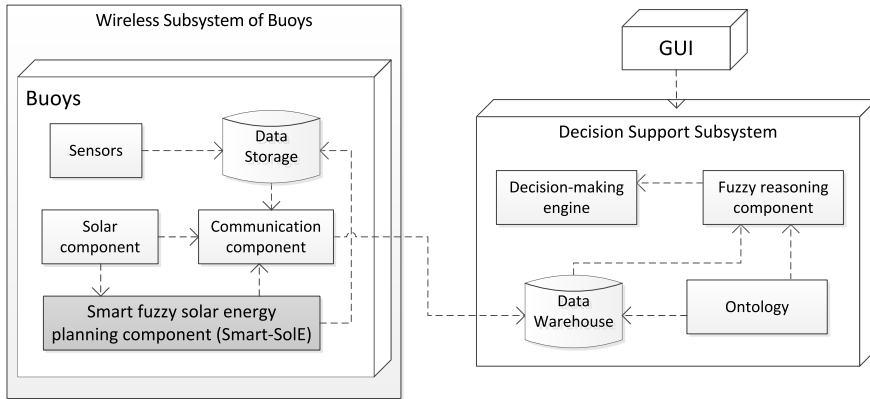 Wireless Subsystem of Buoys
Buoys
Sensors
Data
Storage
Solar
component
Communication
component
Smart fuzzy solar energy
planning component (Smart-SolE)
GUI
Decision Support Subsystem
Decision-making
engine
Fuzzy reasoning
component
Data
Warehouse
Ontology